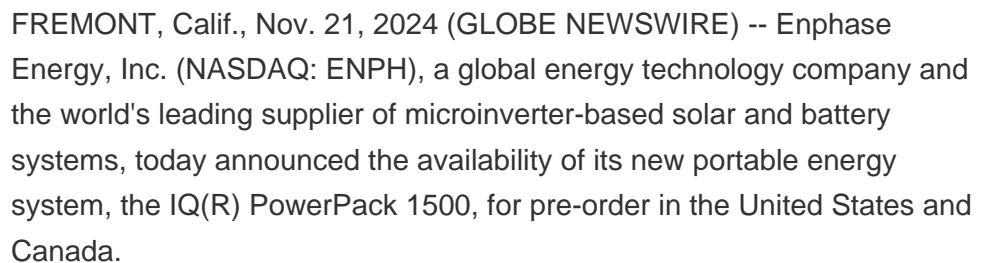 FREMONT, Calif., Nov. 21, 2024 (GLOBE NEWSWIRE) -- Enphase
Energy, Inc. (NASDAQ: ENPH), a global energy technology company and
the world's leading supplier of microinverter-based solar and battery
systems, today announced the availability of its new portable energy
system, the IQ(R) PowerPack 1500, for pre-order in the United States and
Canada.